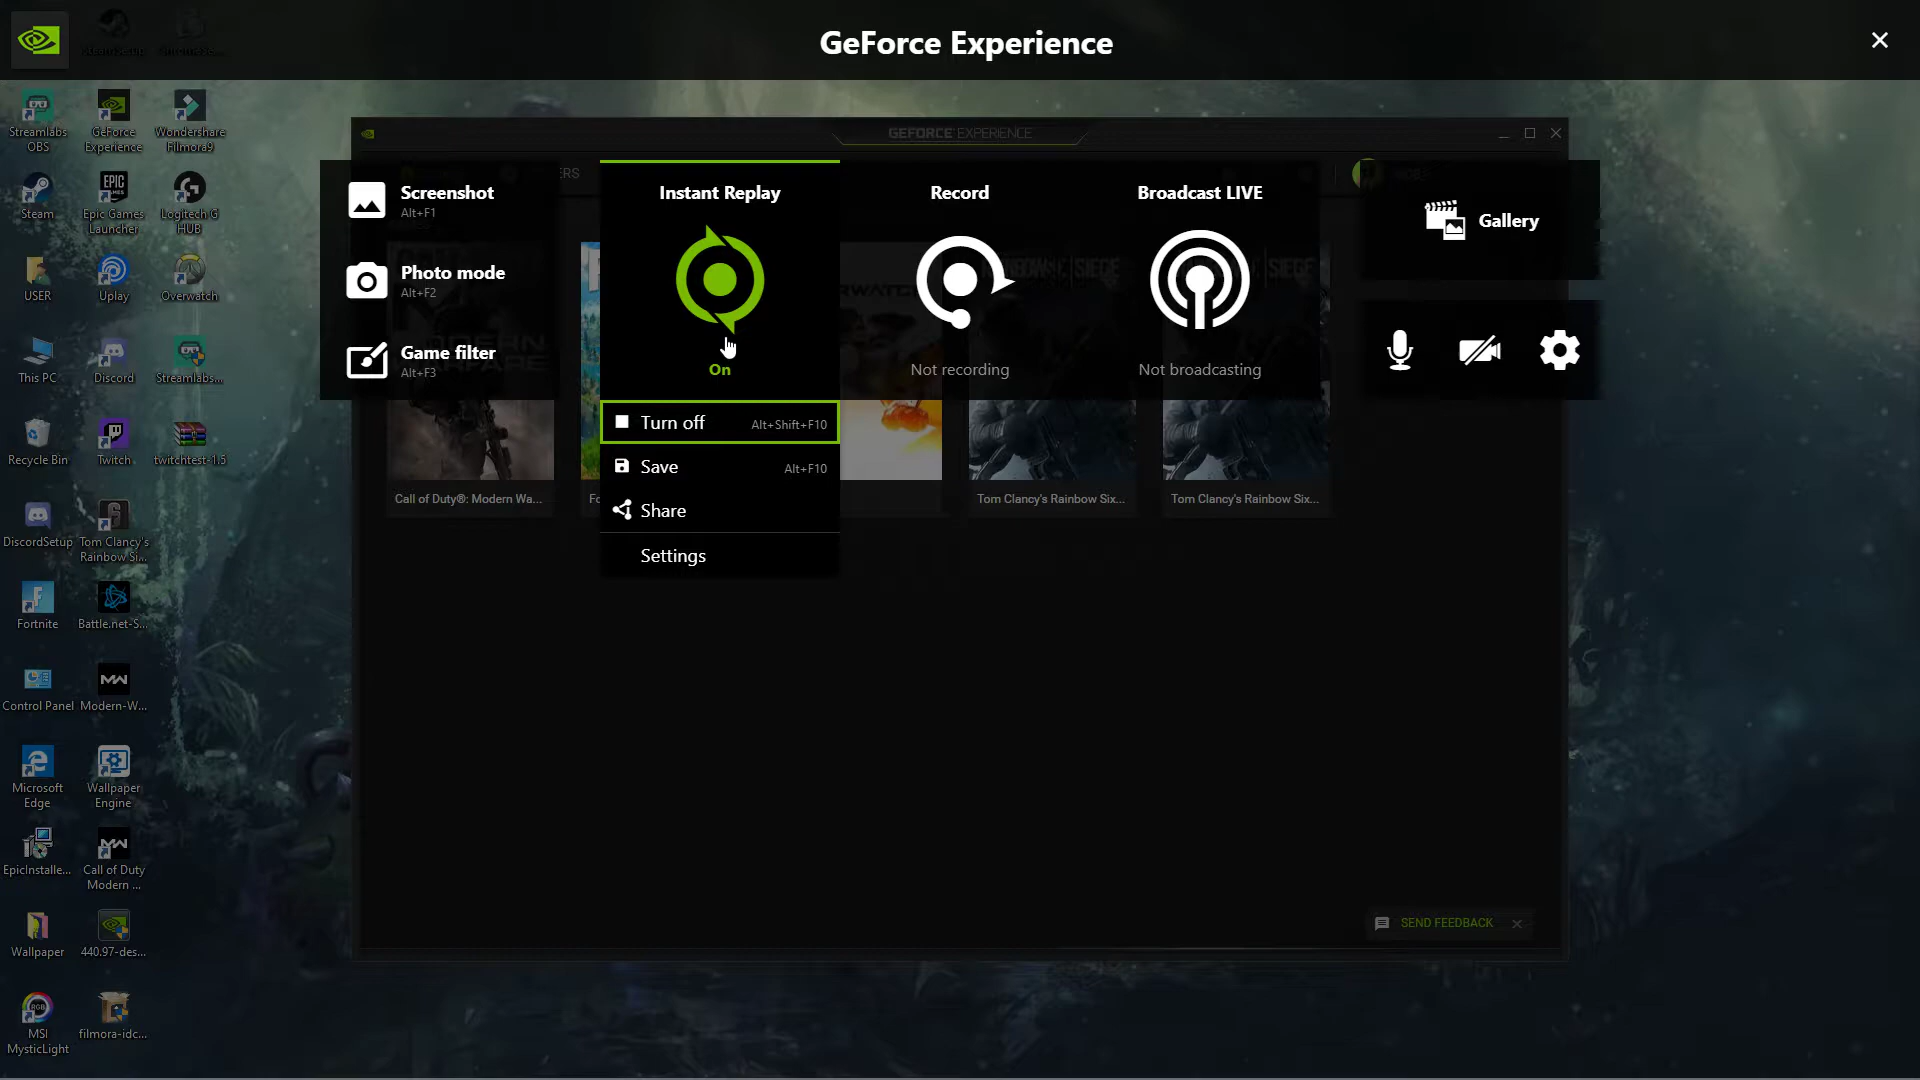 GeForce Experience
Streamlabs
OBS
GeForce
Experience
Wondershare
Filmora9
Steam
Epic Games
Launcher
Logitech G
HUB
USER
Uplay
Overwatch
This PC
Discord
Streamlabs...
Recycle Bin
Twitch
twitchtest-1.5
DiscordSetup
Tom Clancy's
Rainbow Si...
Fortnite
Battle.net-S...
Control Panel
Modern-W...
Microsoft
Edge
Wallpaper
Engine
EpicInstalle...
Call of Duty
Modern ...
Wallpaper
440.97-des...
MSI
MysticLight
filmora-idc...
GEFORCE EXPERIENCE
Screenshot
Alt+F1
Photo mode
Alt+F2
Game filter
Alt+F3
Instant Replay
On
Record
Not recording
Broadcast LIVE
Not broadcasting
Gallery
Turn off Alt+Shift+F10
Save Alt+F10
Share
Settings
Call of Duty®: Modern Wa...
Fo
Tom Clancy's Rainbow Six...
Tom Clancy's Rainbow Six...
SEND FEEDBACK